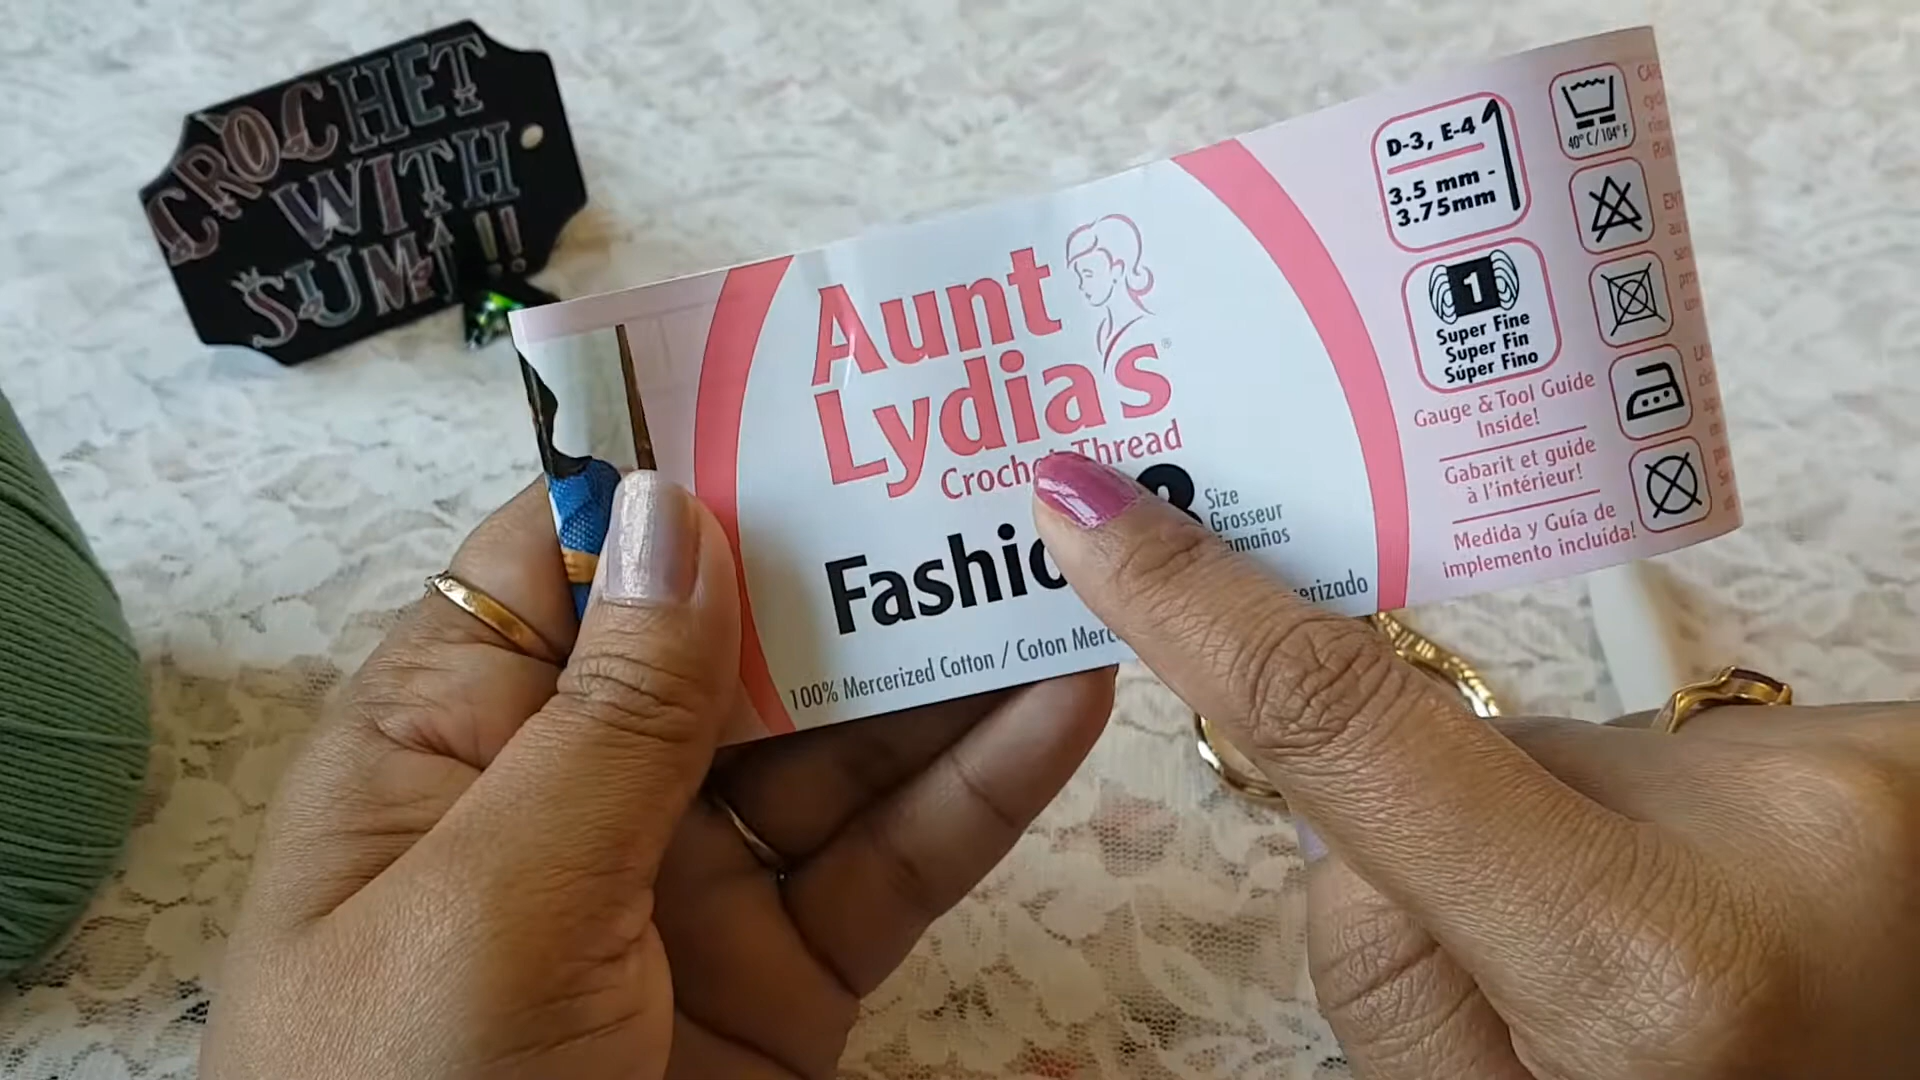 CROCHET
WITH
SUMI!!
Aunt
Lydia's®
Crochet Thread
Fashio 8
Size
Grosseur
Tamaños
100% Mercerized Cotton / Coton Merc erizado
D-3, E-4
3.5 mm -
3.75mm
1
Super Fine
Super Fin
Súper Fino
Gauge & Tool Guide
Inside!
Gabarit et guide
à l'intérieur!
Medida y Guía de
implemento incluida!
40° C / 104° F